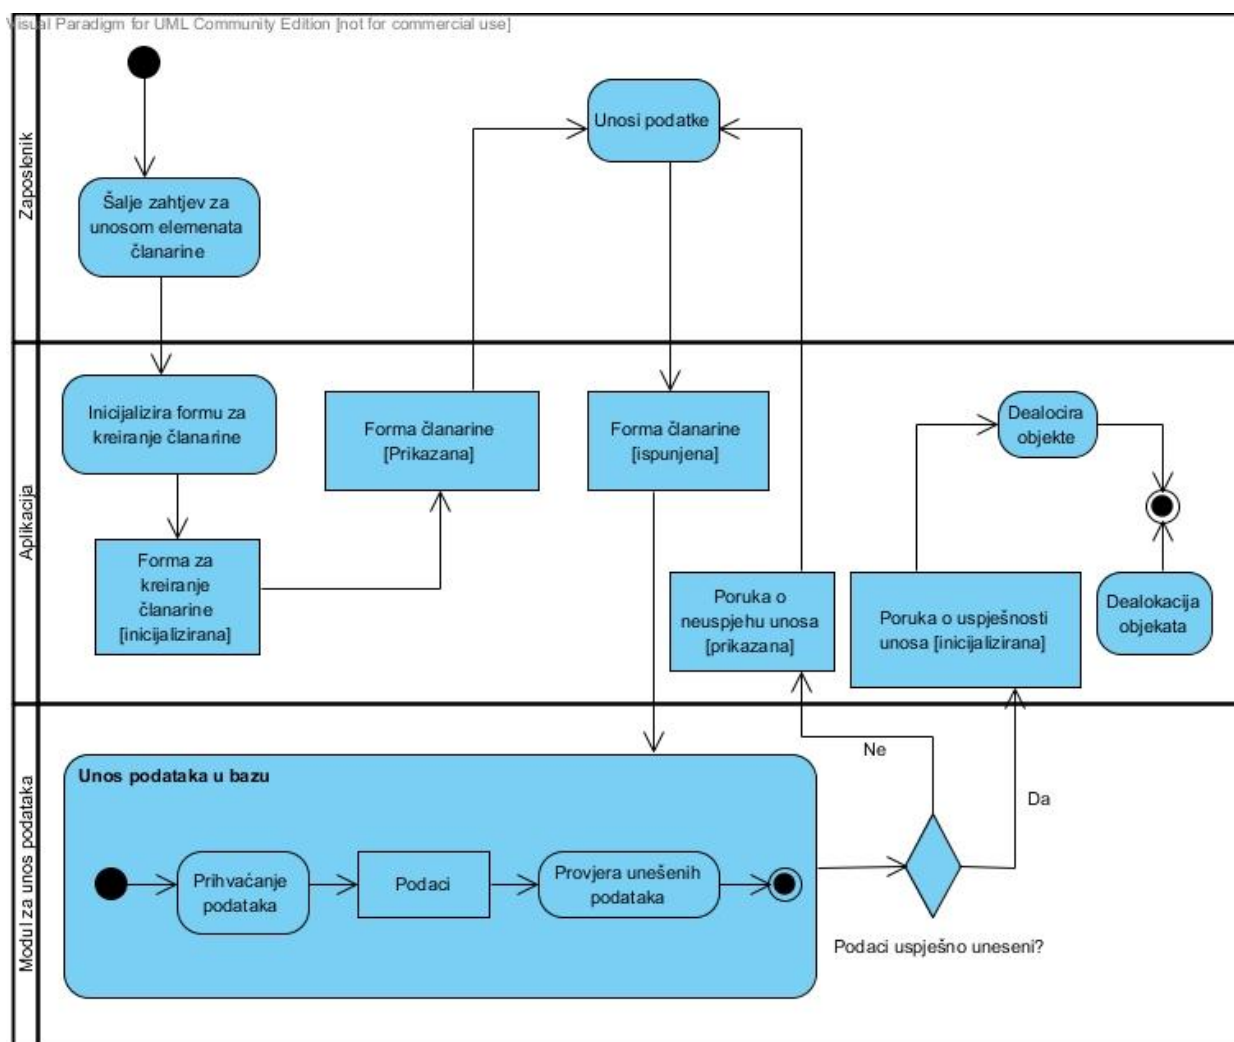 Visual Paradigm for UML Community Edition [not for commercial use]
Zaposlenik
Šalje zahtjev za
unosom elemenata
članarine
Unosi podatke
Aplikacija
Inicijalizira formu za
kreiranje članarine
Forma za
kreiranje
članarine
[inicijalizirana]
Forma članarine
[Prikazana]
Forma članarine
[ispunjena]
Poruka o
neuspjehu unosa
[prikazana]
Poruka o uspješnosti
unosa [inicijalizirana]
Dealocira
objekte
Dealokacija
objekata
Modul za unos podataka
Unos podataka u bazu
Prihvaćanje
podataka
Podaci
Provjera unešenih
podataka
Ne
Da
Podaci uspješno uneseni?